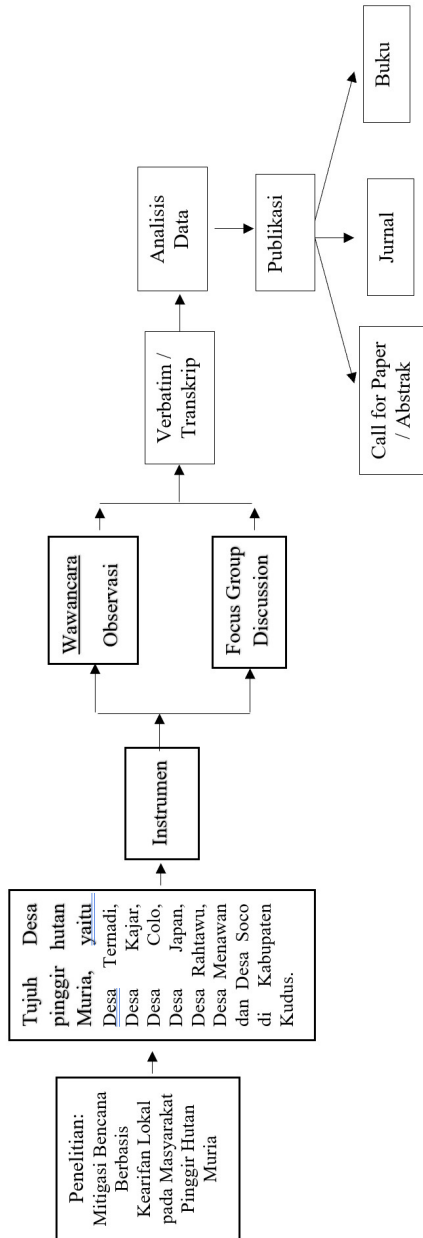 Penelitian:
Mitigasi Bencana
Berbasis
Kearifan Lokal
pada Masyarakat
Pinggir Hutan
Muria
Tujuh Desa
pinggir hutan
Muria, yaitu
Desa Ternadi,
Desa Kajar,
Desa Colo,
Desa Japan,
Desa Rahtawu,
Desa Menawan
dan Desa Soco
di Kabupaten
Kudus.
Instrumen
Wawancara
Observasi
Focus Group
Discussion
Verbatim /
Transkrip
Analisis
Data
Publikasi
Call for Paper
/ Abstrak
Jurnal
Buku